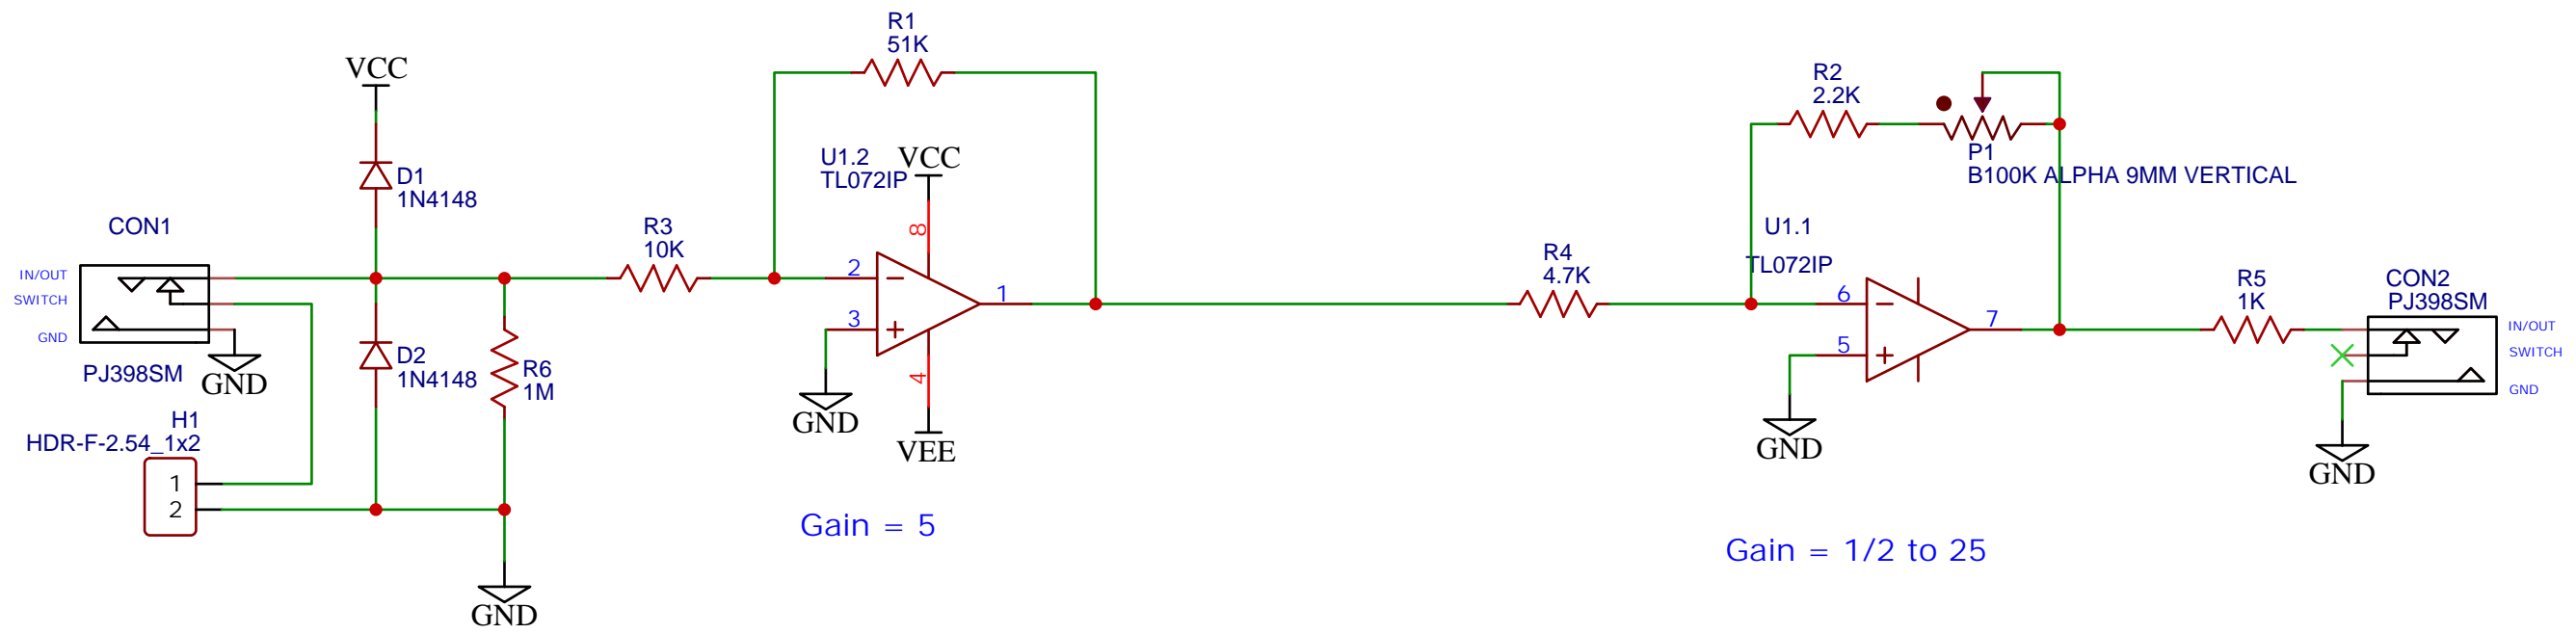 CON1
IN/OUT
SWITCH
GND
PJ398SM
GND
H1
HDR-F-2.54_1x2
1
2
VCC
D1
1N4148
D2
1N4148
R6
1M
GND
R3
10K
R1
51K
U1.2
TL072IP
VCC
8
2
3
1
4
GND
VEE
Gain = 5
R4
4.7K
R2
2.2K
P1
B100K ALPHA 9MM VERTICAL
U1.1
TL072IP
6
5
7
GND
Gain = 1/2 to 25
R5
1K
CON2
PJ398SM
IN/OUT
SWITCH
GND
GND